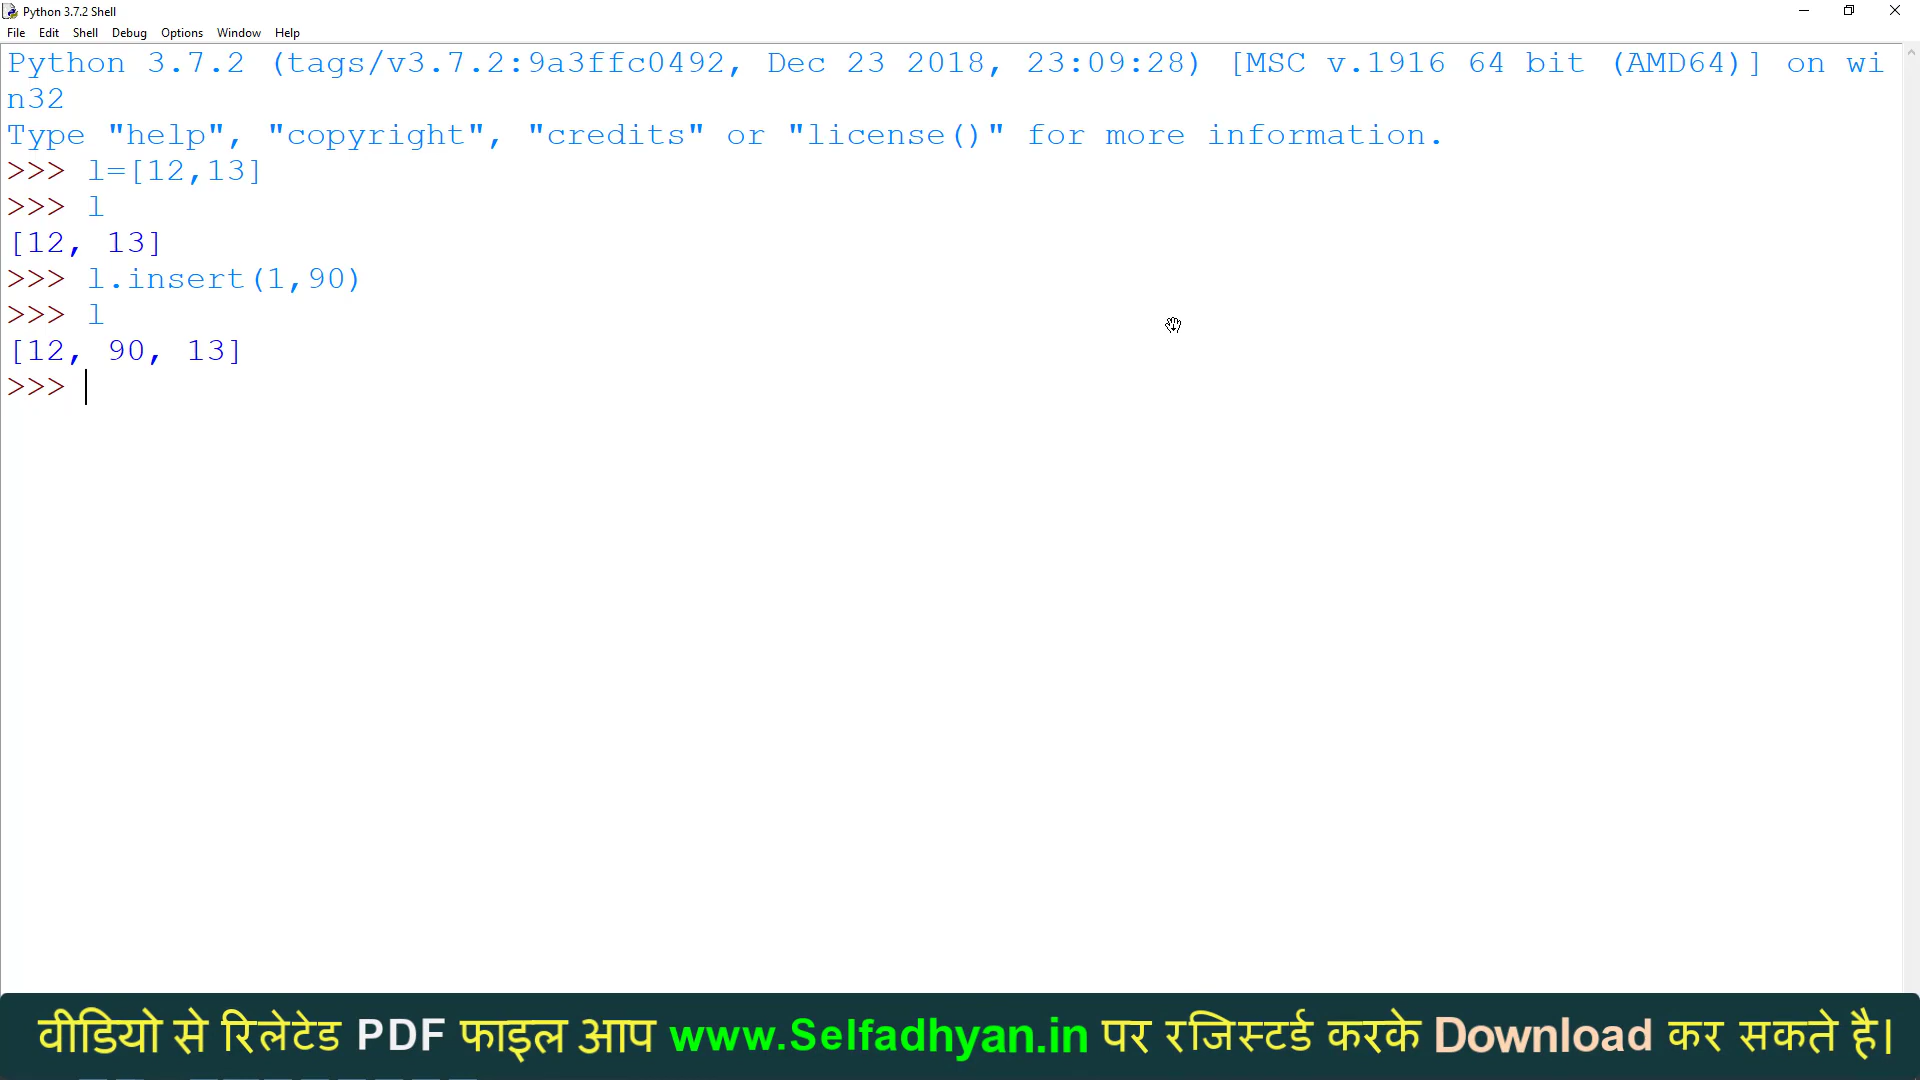 Python 3.7.2 Shell
File Edit Shell Debug Options Window Help
Python 3.7.2 (tags/v3.7.2:9a3ffc0492, Dec 23 2018, 23:09:28) [MSC v.1916 64 bit (AMD64)] on wi
n32
Type "help", "copyright", "credits" or "license()" for more information.
>>> l=[12,13]
>>> l
[12, 13]
>>> l.insert(1,90)
>>> l
[12, 90, 13]
>>>
वीडियो से रिलेटेड PDF फाइल आप www.Selfadhyan.in पर रजिस्टर्ड करके Download कर सकते है।